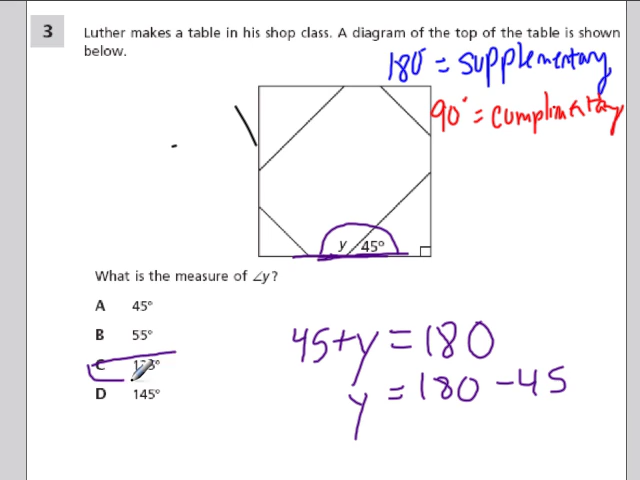 3 Luther makes a table in his shop class. A diagram of the top of the table is shown
below.
180° = supplementary
90° = complimentary
y 45°
What is the measure of ∠y?
A 45°
B 55°
C
D 145°
45+y = 180
y = 180 - 45